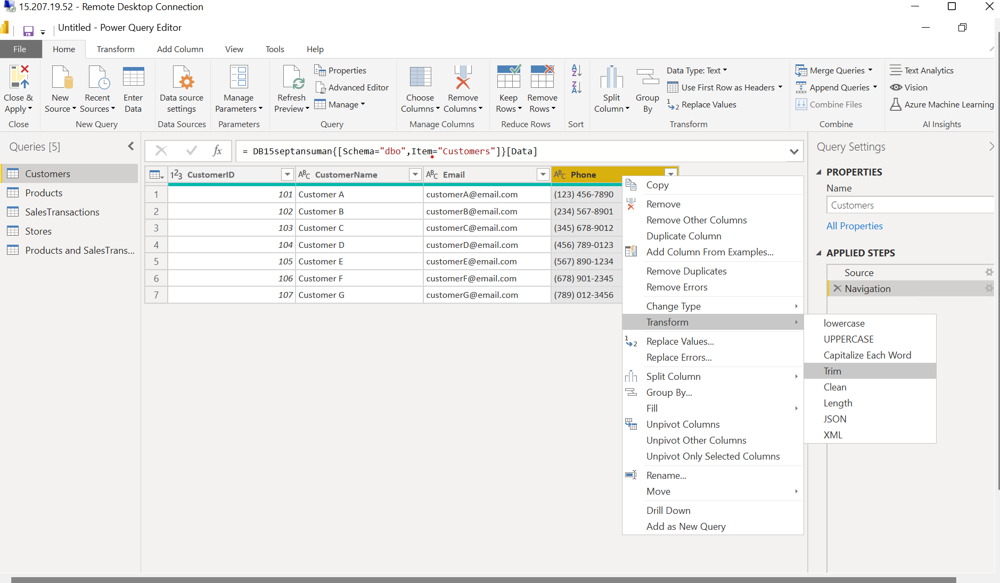 15.207.19.52 - Remote Desktop Connection
Untitled - Power Query Editor
File Home Transform Add Column View Tools Help
Close & Apply
Close
New Source
Recent Sources
Enter Data
New Query
Data source settings
Data Sources
Manage Parameters
Parameters
Refresh Preview
Properties
Advanced Editor
Manage
Query
Choose Columns
Remove Columns
Manage Columns
Keep Rows
Remove Rows
Reduce Rows
Sort
Split Column
Group By
Data Type: Text
Use First Row as Headers
Replace Values
Transform
Merge Queries
Append Queries
Combine Files
Combine
Text Analytics
Vision
Azure Machine Learning
AI Insights
Queries [5]
Customers
Products
SalesTransactions
Stores
Products and SalesTrans...
fx
= DB15septansuman{[Schema="dbo",Item="Customers"]}[Data]
123 CustomerID ABC CustomerName ABC Email ABC Phone
1 101 Customer A customerA@email.com (123) 456-7890
2 102 Customer B customerB@email.com (234) 567-8901
3 103 Customer C customerC@email.com (345) 678-9012
4 104 Customer D customerD@email.com (456) 789-0123
5 105 Customer E customerE@email.com (567) 890-1234
6 106 Customer F customerF@email.com (678) 901-2345
7 107 Customer G customerG@email.com (789) 012-3456
Copy
Remove
Remove Other Columns
Duplicate Column
Add Column From Examples...
Remove Duplicates
Remove Errors
Change Type
Transform
Replace Values...
Replace Errors...
Split Column
Group By...
Fill
Unpivot Columns
Unpivot Other Columns
Unpivot Only Selected Columns
Rename...
Move
Drill Down
Add as New Query
lowercase
UPPERCASE
Capitalize Each Word
Trim
Clean
Length
JSON
XML
Query Settings
PROPERTIES
Name
Customers
All Properties
APPLIED STEPS
Source
Navigation